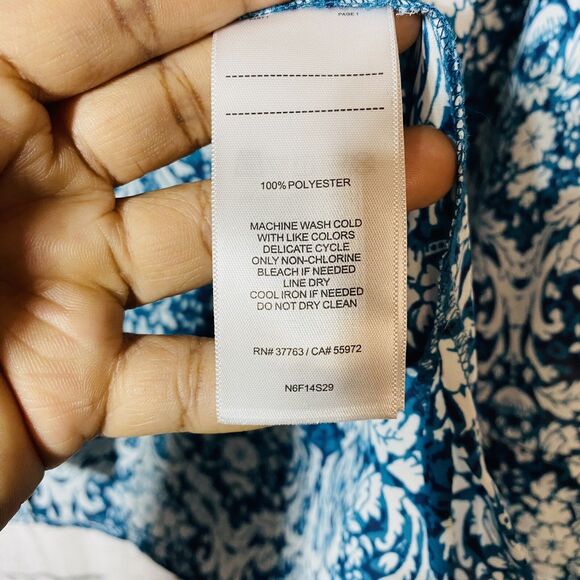 PAGE 1
100% POLYESTER
MACHINE WASH COLD
WITH LIKE COLORS
DELICATE CYCLE
ONLY NON-CHLORINE
BLEACH IF NEEDED
LINE DRY
COOL IRON IF NEEDED
DO NOT DRY CLEAN
RN# 37763 / CA# 55972
N6F14S29